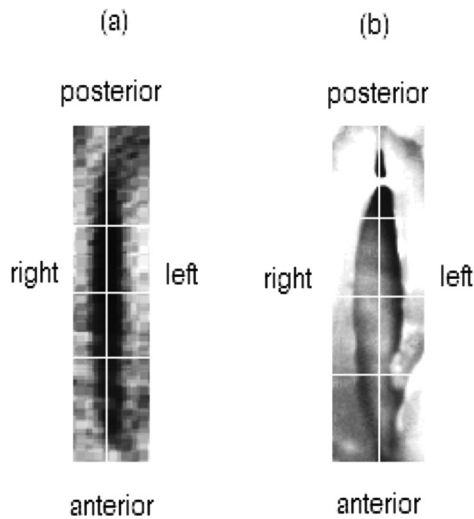 (a)
(b)
posterior
posterior
right
left
right
left
anterior
anterior